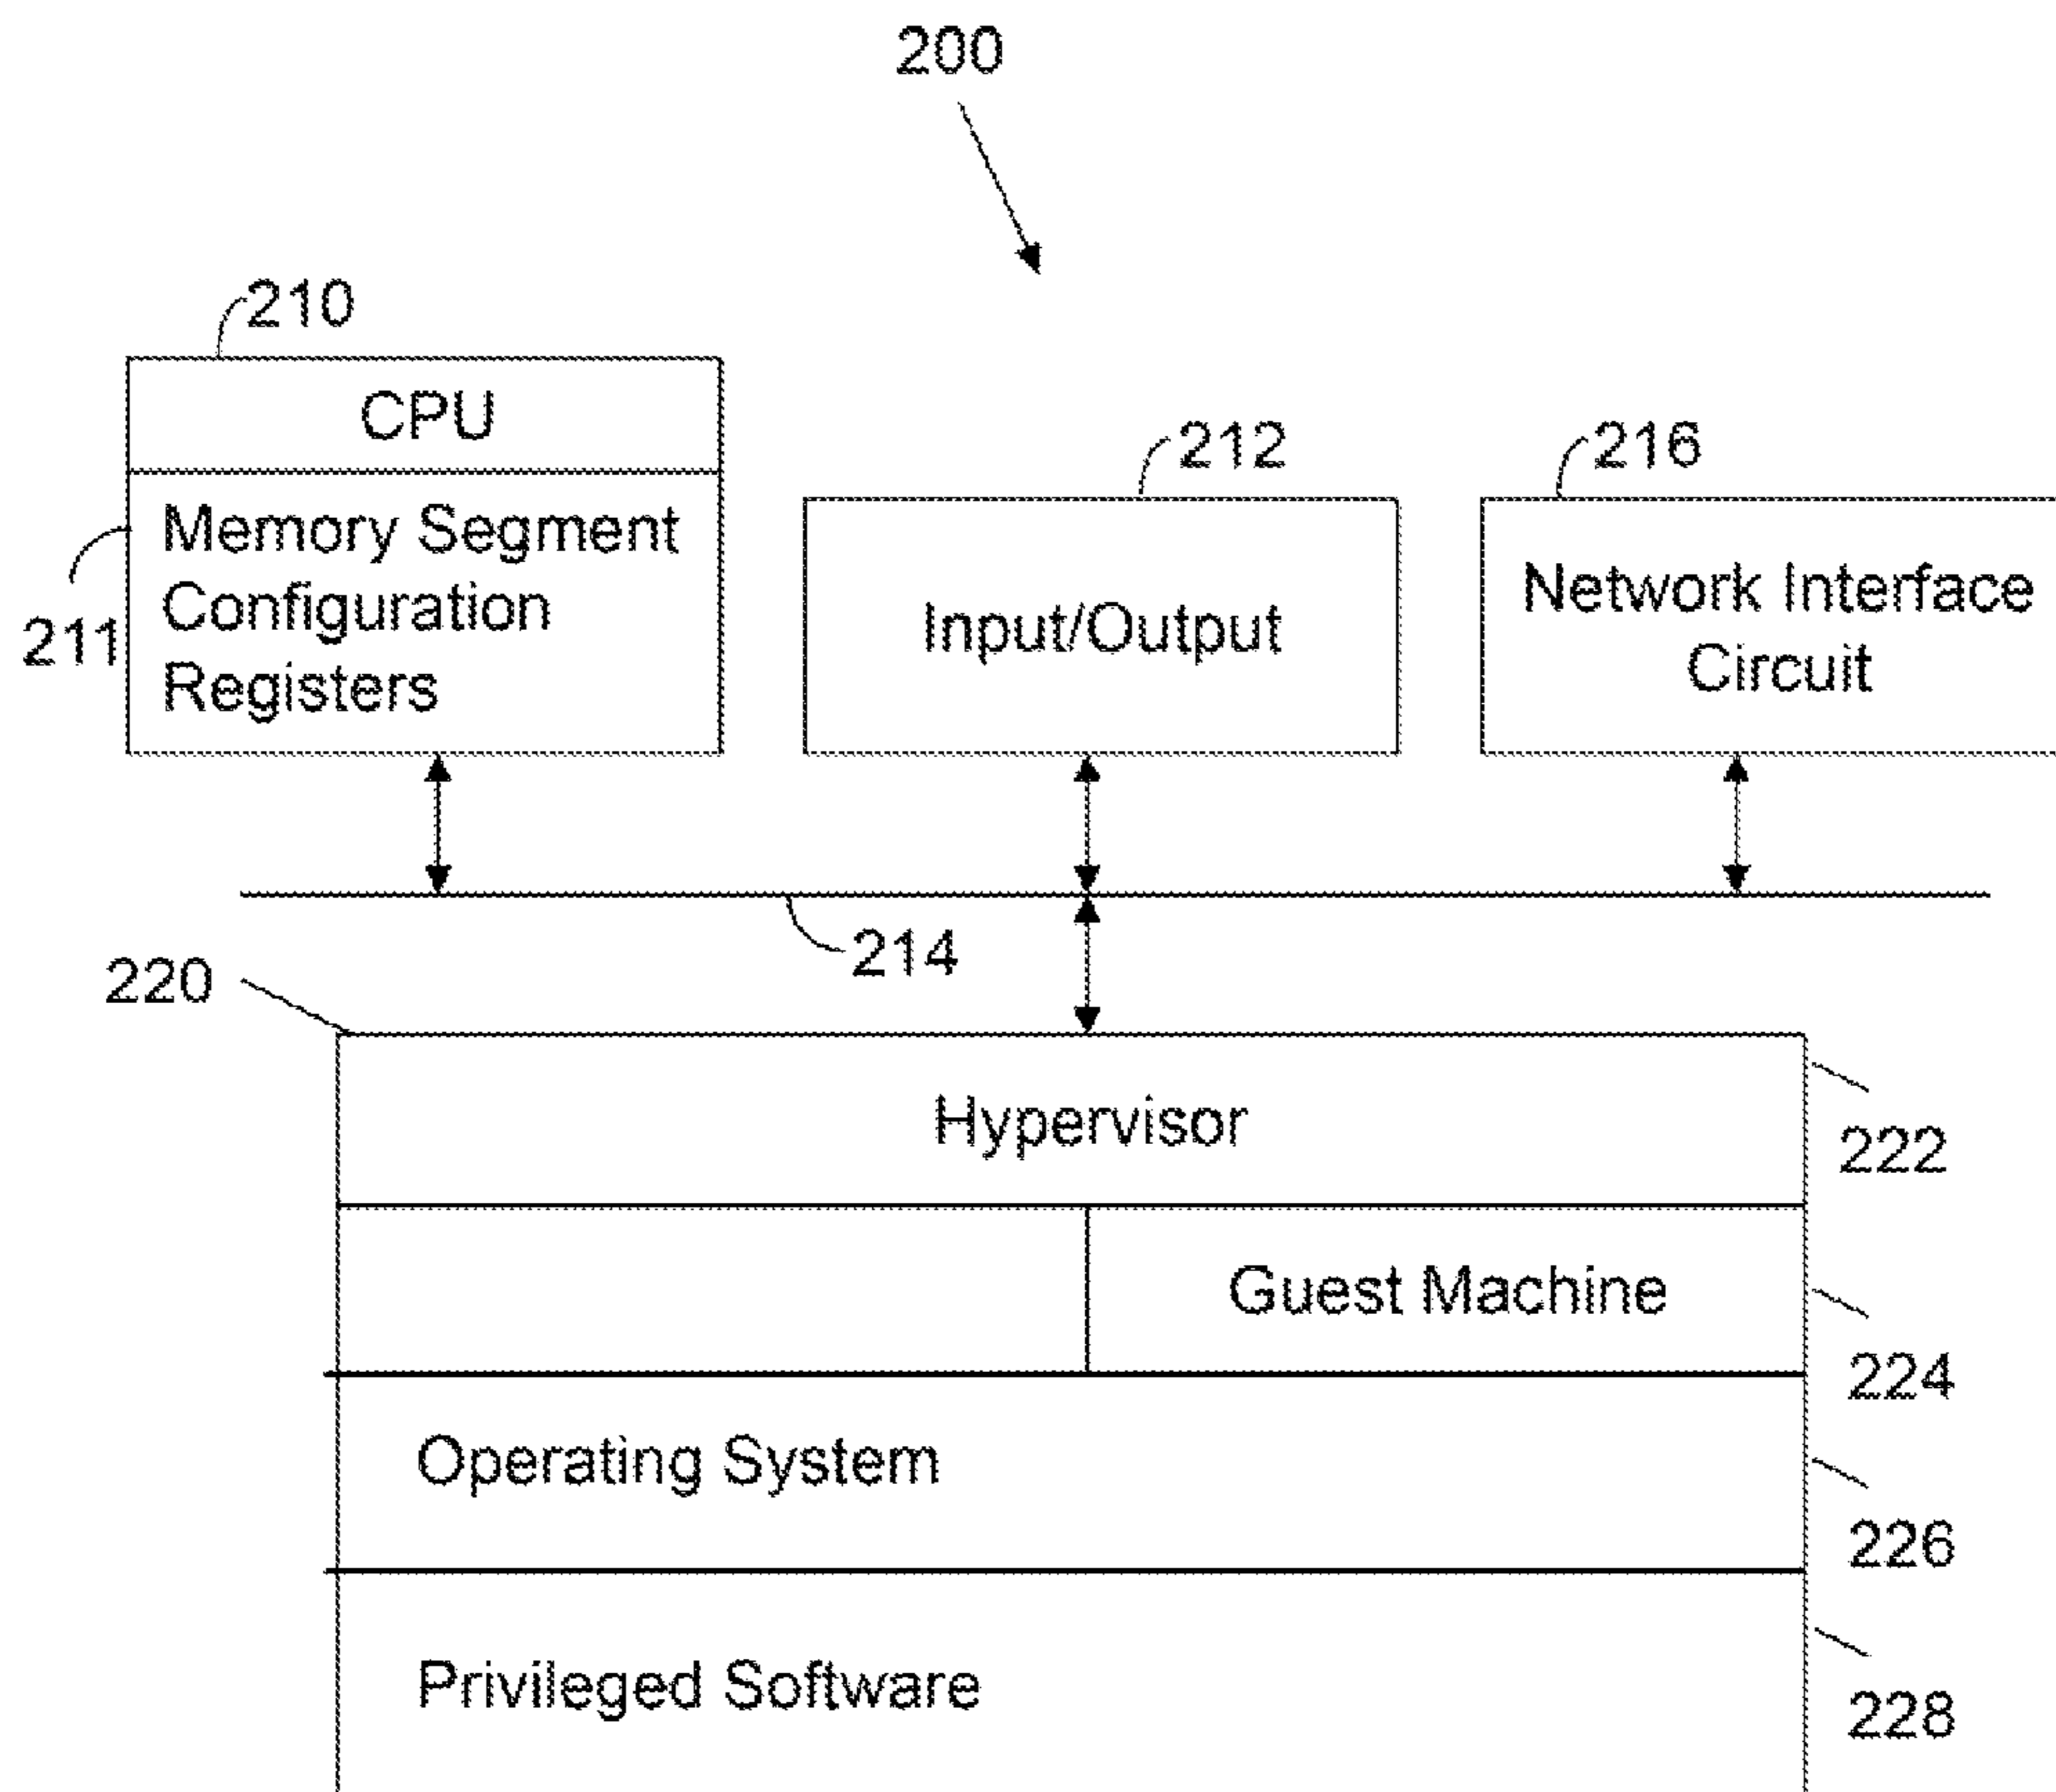 200
210
CPU
212
216
Memory Segment
Configuration
Registers
211
Input/Output
Network Interface
Circuit
214
220
Hypervisor
222
Guest Machine
224
Operating System
226
Privileged Software
228